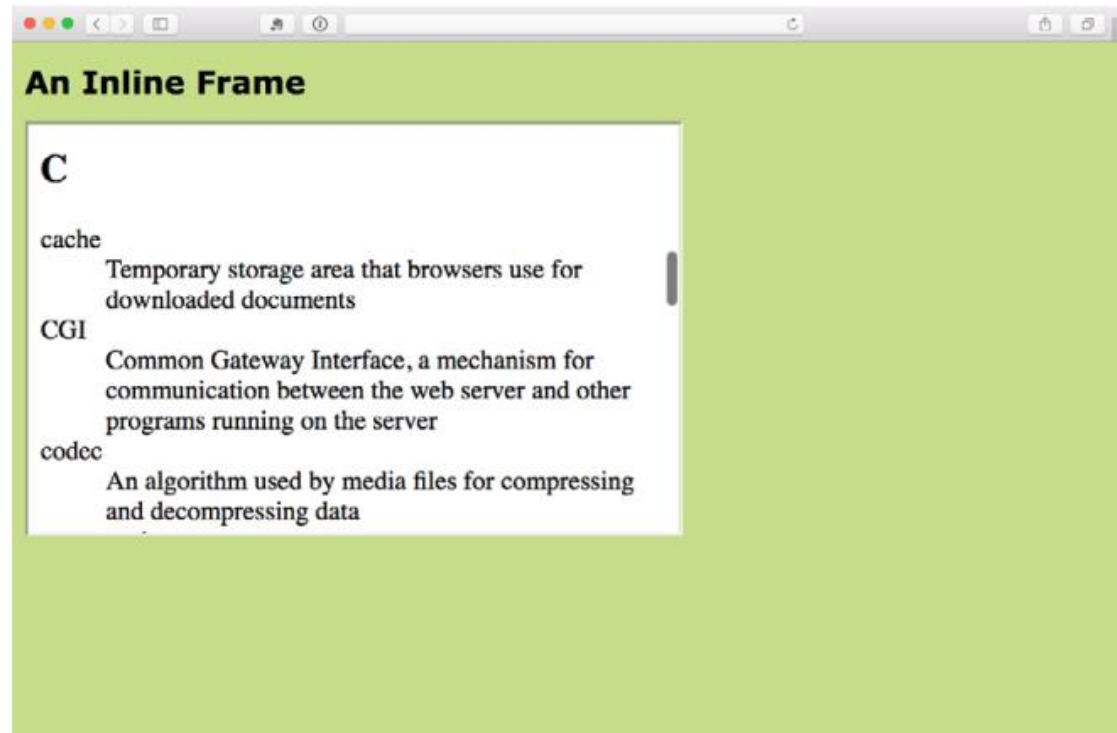 An Inline Frame
C
cache
Temporary storage area that browsers use for
downloaded documents
CGI
Common Gateway Interface, a mechanism for
communication between the web server and other
programs running on the server
codec
An algorithm used by media files for compressing
and decompressing data